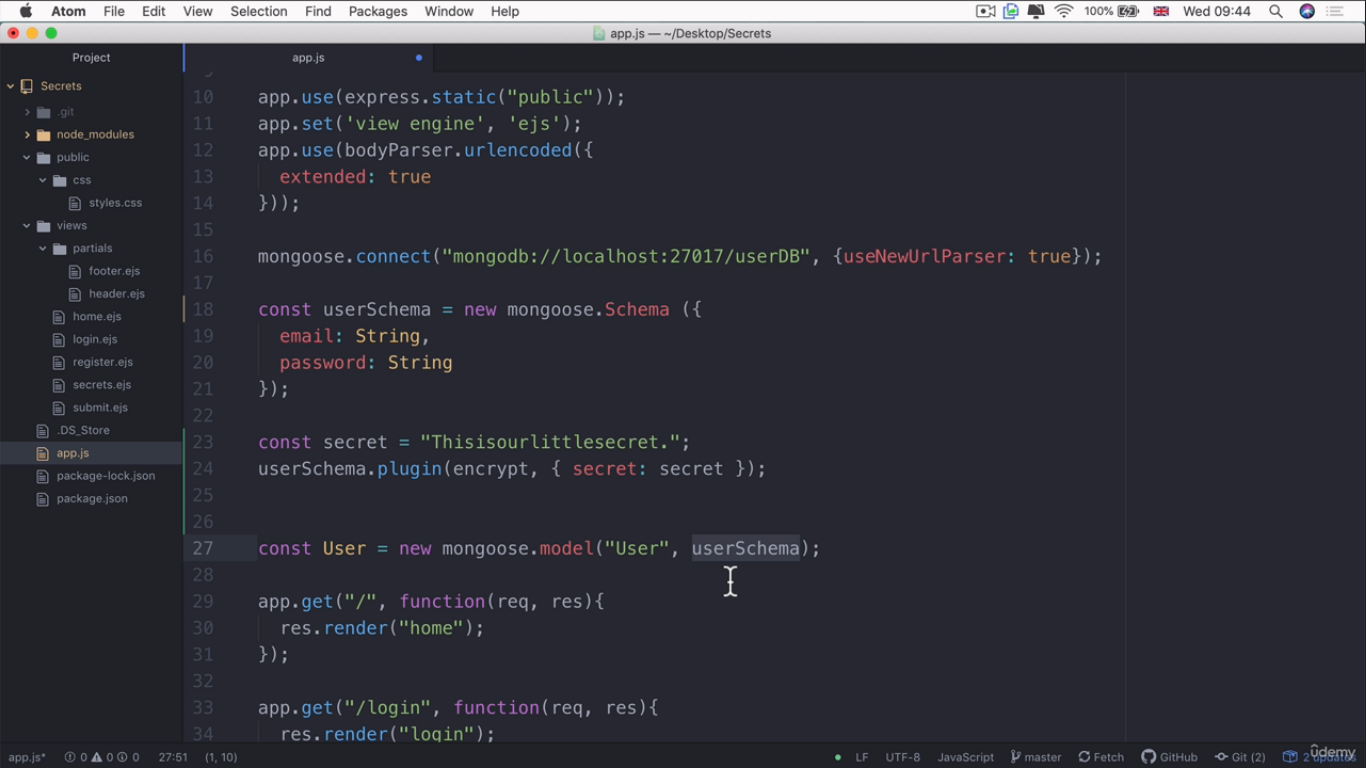 Atom File Edit View Selection Find Packages Window Help 100% Wed 09:44
app.js — ~/Desktop/Secrets
Project
app.js
Secrets
.git
node_modules
public
css
styles.css
views
partials
footer.ejs
header.ejs
home.ejs
login.ejs
register.ejs
secrets.ejs
submit.ejs
.DS_Store
app.js
package-lock.json
package.json
10 app.use(express.static("public"));
11 app.set('view engine', 'ejs');
12 app.use(bodyParser.urlencoded({
13 extended: true
14 }));
15
16 mongoose.connect("mongodb://localhost:27017/userDB", {useNewUrlParser: true});
17
18 const userSchema = new mongoose.Schema ({
19 email: String,
20 password: String
21 });
22
23 const secret = "Thisisourlittlesecret.";
24 userSchema.plugin(encrypt, { secret: secret });
25
26
27 const User = new mongoose.model("User", userSchema);
28
29 app.get("/", function(req, res){
30 res.render("home");
31 });
32
33 app.get("/login", function(req, res){
34 res.render("login");
app.js* 0 0 0 27:51 (1, 10) LF UTF-8 JavaScript master Fetch GitHub Git (2) 2 updates
udemy